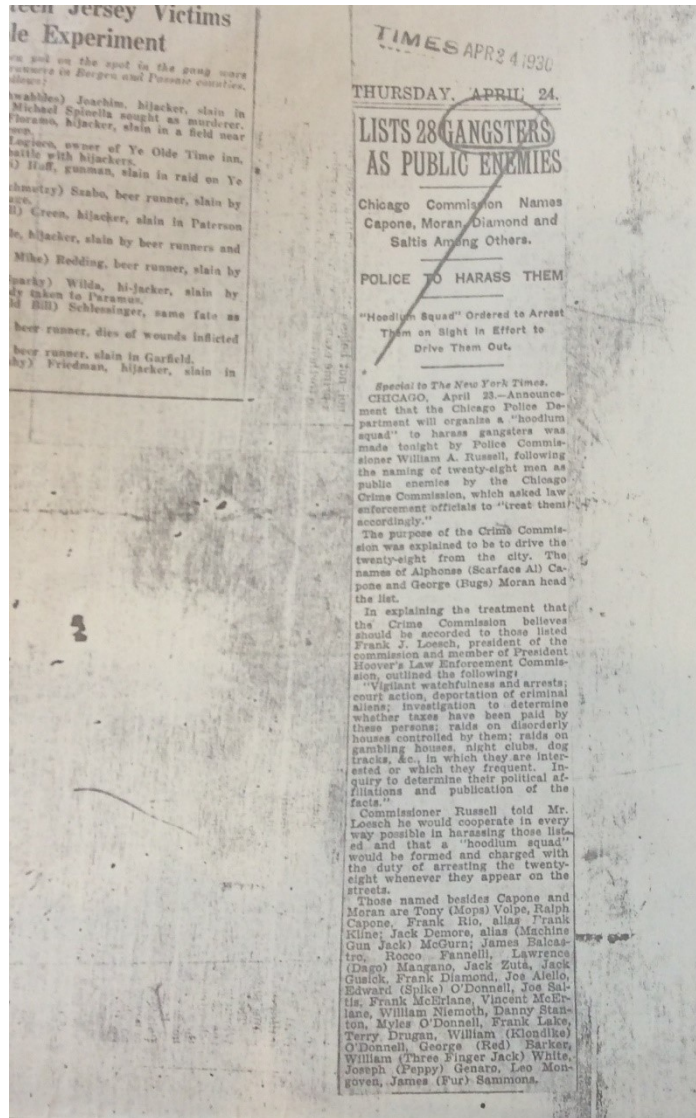 Jersey Victims
le Experiment
put on the spot in the gang wars
runners in Bergen and Passaic counties.
Joachim, hijacker, slain in
Michael Spinella sought as murderer.
Floramo, hijacker, slain in a field near
Logioco, owner of Ye Olde Time inn,
battle with hijackers.
Huff, gunman, slain in raid on Ye
Szabo, beer runner, slain by
Green, hijacker, slain in Paterson
hijacker, slain by beer runners and
Mike) Redding, beer runner, slain by
Wilda, hi-jacker, slain by
taken to Paramus.
Bill) Schlessinger, same fate as
beer runner, dies of wounds inflicted
beer runner, slain in Garfield.
Friedman, hijacker, slain in
TIMES APR 24 1930
THURSDAY, APRIL 24.
LISTS 28 GANGSTERS
AS PUBLIC ENEMIES
Chicago Commission Names
Capone, Moran, Diamond and
Saltis Among Others.
POLICE TO HARASS THEM
"Hoodlum Squad" Ordered to Arrest
Them on Sight in Effort to
Drive Them Out.
Special to The New York Times.
CHICAGO, April 23.—Announce-
ment that the Chicago Police De-
partment will organize a "hoodlum
squad" to harass gangsters was
made tonight by Police Commis-
sioner William A. Russell, following
the naming of twenty-eight men as
public enemies by the Chicago
Crime Commission, which asked law
enforcement officials to "treat them
accordingly."
The purpose of the Crime Commis-
sion was explained to be to drive the
twenty-eight from the city. The
names of Alphonse (Scarface Al) Ca-
pone and George (Bugs) Moran head
the list.
In explaining the treatment that
the Crime Commission believes
should be accorded to those listed
Frank J. Loesch, president of the
commission and member of President
Hoover's Law Enforcement Commis-
sion, outlined the following:
"Vigilant watchfulness and arrests;
court action, deportation of criminal
aliens; investigation to determine
whether taxes have been paid by
these persons; raids on disorderly
houses controlled by them; raids on
gambling houses, night clubs, dog
tracks, &c., in which they are inter-
ested or which they frequent. In-
quiry to determine their political af-
filiations and publication of the
facts."
Commissioner Russell told Mr.
Loesch he would cooperate in every
way possible in harassing those list-
ed and that a "hoodlum squad"
would be formed and charged with
the duty of arresting the twenty-
eight whenever they appear on the
streets.
Those named besides Capone and
Moran are Tony (Mops) Volpe, Ralph
Capone, Frank Rio, alias Frank
Kline; Jack Demore, alias (Machine
Gun Jack) McGurn; James Balcas-
tro, Rocco Fannelli, Lawrence
(Dago) Mangano, Jack Zuta, Jack
Gusick, Frank Diamond, Joe Aiello,
Edward (Spike) O'Donnell, Joe Sal-
tis, Frank McErlane, Vincent McEr-
lane, William Niemoth, Danny Stan-
ton, Myles O'Donnell, Frank Lake,
Terry Drugan, William (Klondike)
O'Donnell, George (Red) Barker,
William (Three Finger Jack) White,
Joseph (Peppy) Genaro, Leo Mon-
goven, James (Fur) Sammons.